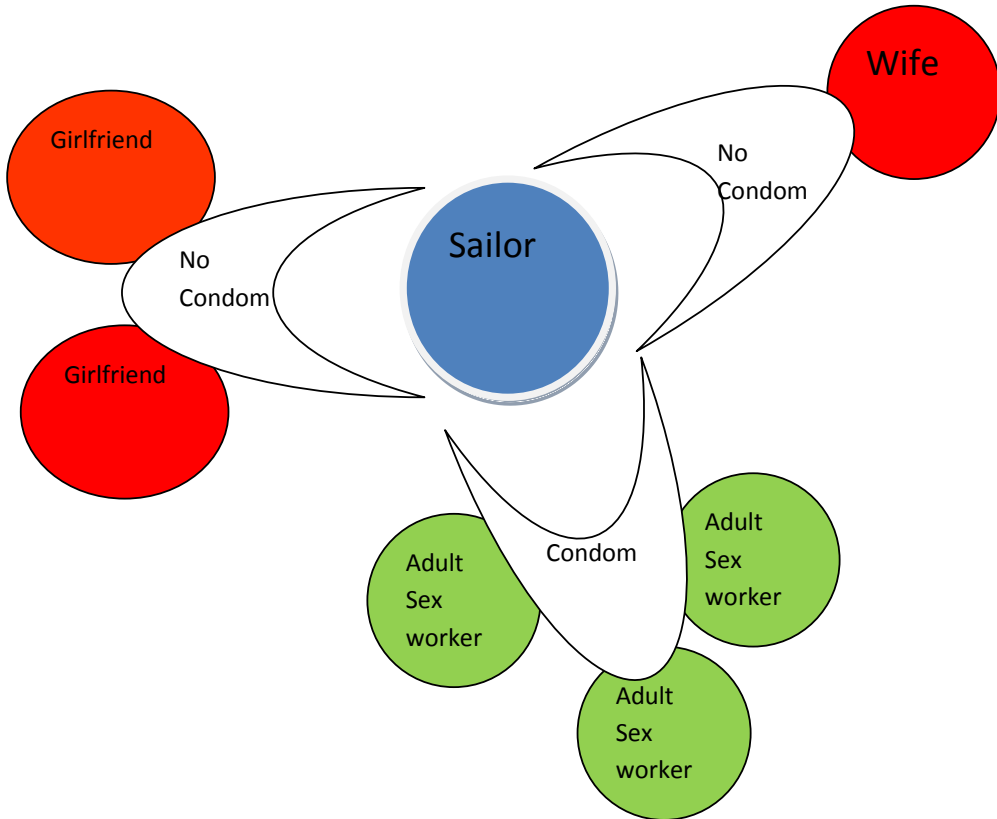 Wife
Girlfriend
No
Condom
Sailor
No
Condom
Girlfriend
Adult
Sex
worker
Condom
Adult
Sex
worker
Adult
Sex
worker